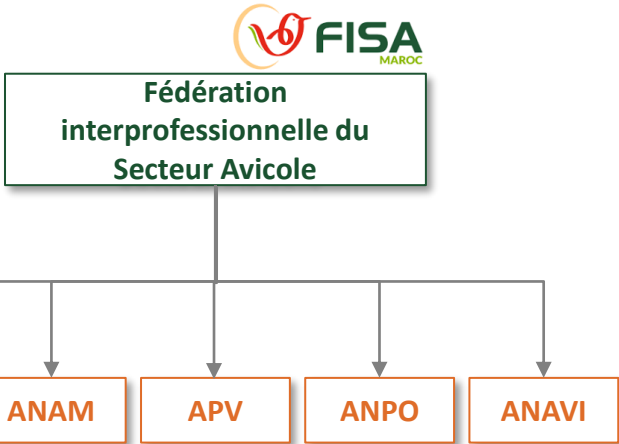 FISA
MAROC
Fédération
interprofessionnelle du
Secteur Avicole
ANAM
APV
ANPO
ANAVI